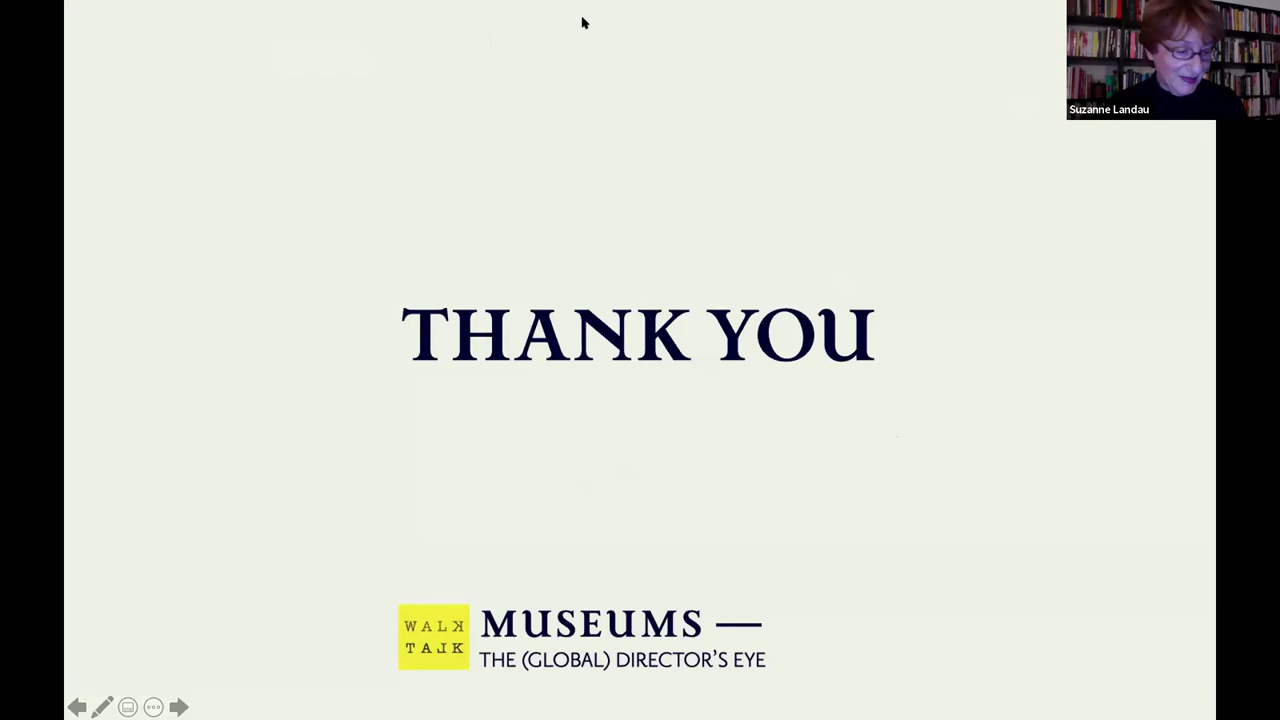 Suzanne Landau
THANK YOU
WALK
TALK
MUSEUMS —
THE (GLOBAL) DIRECTOR'S EYE